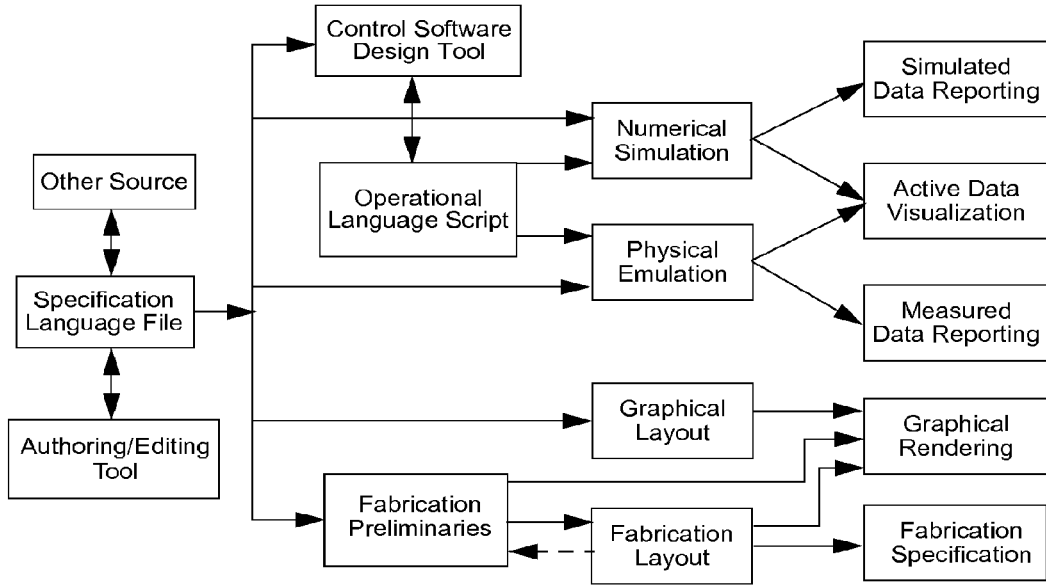 Control Software
Design Tool
Simulated
Data Reporting
Numerical
Simulation
Other Source
Operational
Language Script
Active Data
Visualization
Physical
Emulation
Specification
Language File
Measured
Data Reporting
Graphical
Layout
Graphical
Rendering
Authoring/Editing
Tool
Fabrication
Preliminaries
Fabrication
Layout
Fabrication
Specification